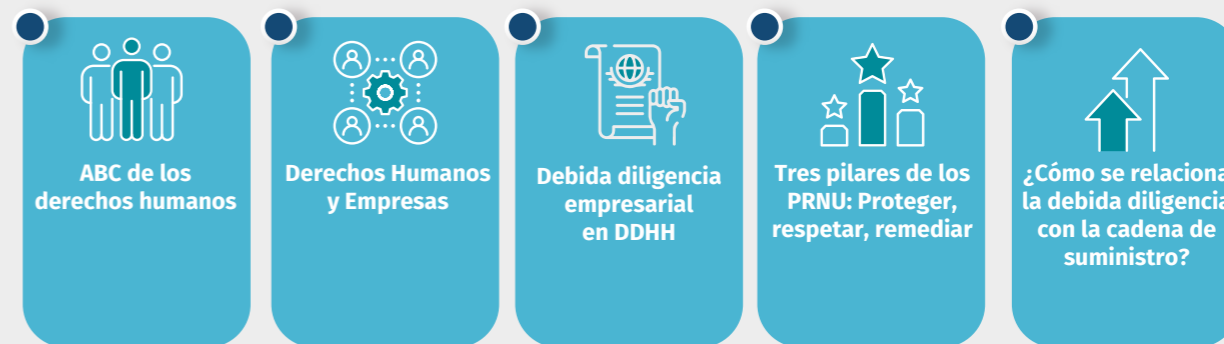 ABC de los
derechos humanos
Derechos Humanos
y Empresas
Debida diligencia
empresarial
en DDHH
Tres pilares de los
PRNU: Proteger,
respetar, remediar
¿Cómo se relaciona
la debida diligencia
con la cadena de
suministro?